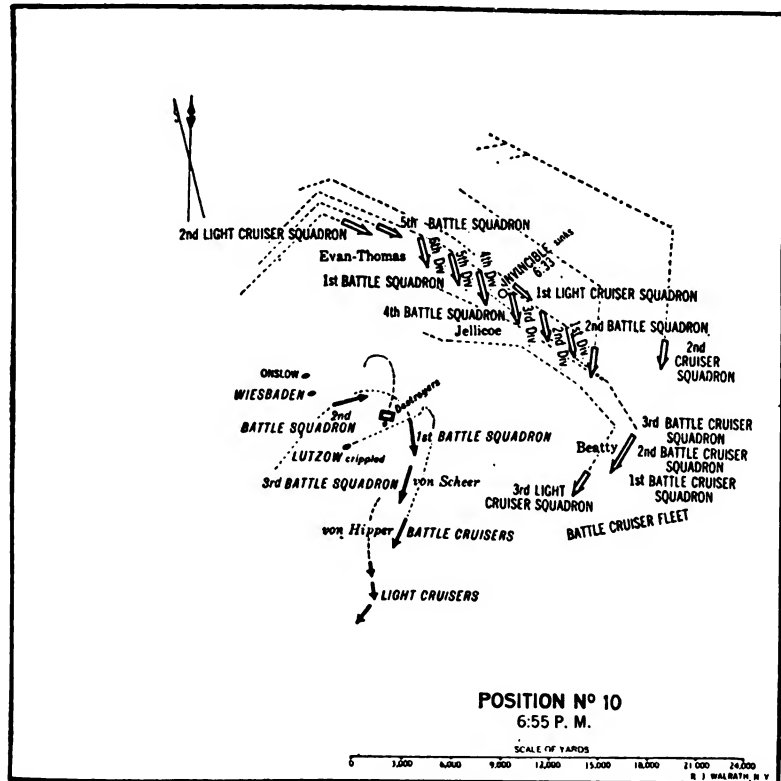 5th BATTLE SQUADRON
2nd LIGHT CRUISER SQUADRON
Evan-Thomas
6th Div
5th Div
4th Div
INVINCIBLE sinks
6:33
1st BATTLE SQUADRON
1st LIGHT CRUISER SQUADRON
4th BATTLE SQUADRON
Jellicoe
3rd Div
2nd Div
1st Div
2nd BATTLE SQUADRON
2nd
CRUISER
SQUADRON
ONSLOW
WIESBADEN
2nd
BATTLE SQUADRON
Destroyers
LUTZOW crippled
1st BATTLE SQUADRON
3rd BATTLE SQUADRON
von Scheer
von Hipper
BATTLE CRUISERS
LIGHT CRUISERS
Beatty
3rd BATTLE CRUISER
SQUADRON
2nd BATTLE CRUISER
SQUADRON
1st BATTLE CRUISER
SQUADRON
3rd LIGHT
CRUISER SQUADRON
BATTLE CRUISER FLEET
POSITION Nº 10
6:55 P. M.
SCALE OF YARDS
0 3,000 6,000 9,000 12,000 15,000 18,000 21,000 24,000
R J WALRATH, N Y